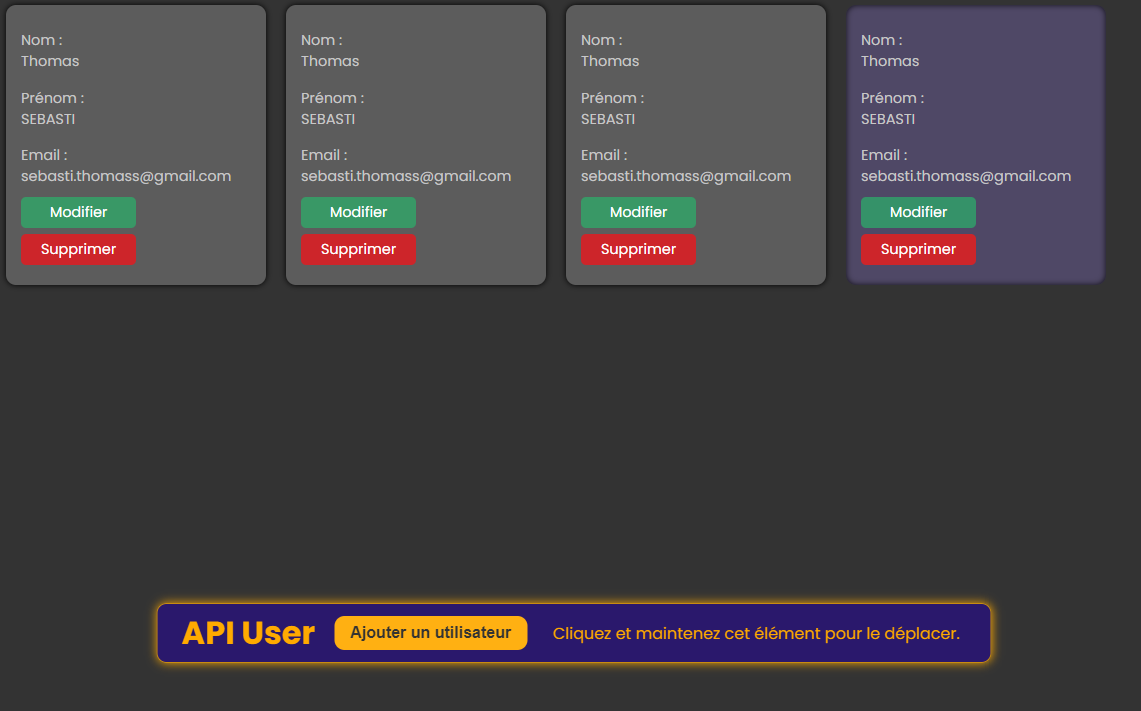 Nom :
Thomas
Prénom :
SEBASTI
Email :
sebasti.thomass@gmail.com
Modifier
Supprimer
Nom :
Thomas
Prénom :
SEBASTI
Email :
sebasti.thomass@gmail.com
Modifier
Supprimer
Nom :
Thomas
Prénom :
SEBASTI
Email :
sebasti.thomass@gmail.com
Modifier
Supprimer
Nom :
Thomas
Prénom :
SEBASTI
Email :
sebasti.thomass@gmail.com
Modifier
Supprimer
API User
Ajouter un utilisateur
Cliquez et maintenez cet élément pour le déplacer.